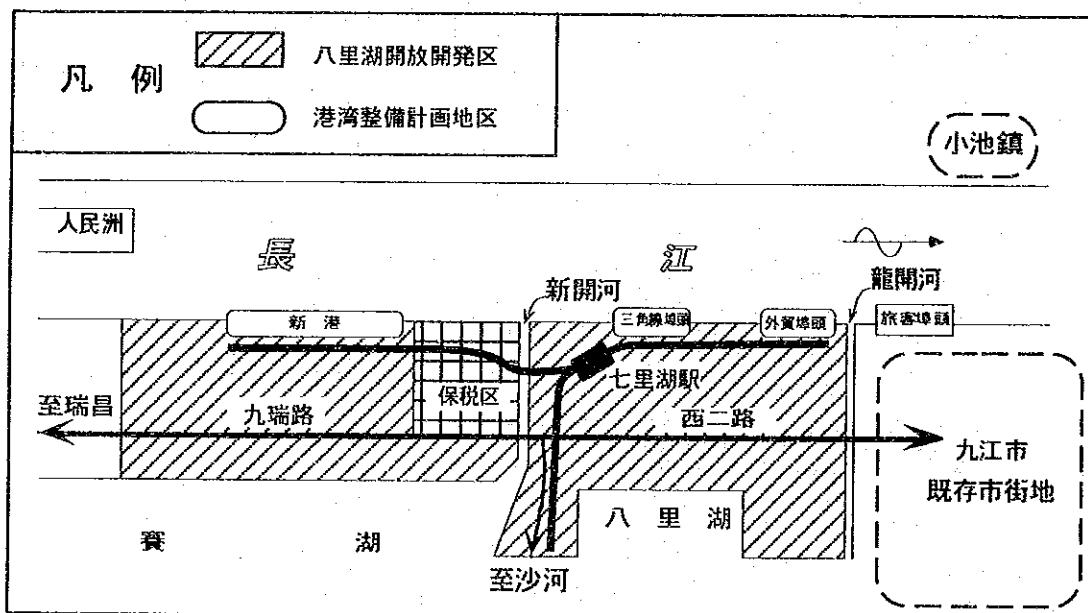 凡 例
八里湖開放開発区
港湾整備計画地区
小池鎮
人民洲
長 江
新開河
龍開河
新 港
三角線埠頭
外貿埠頭
旅客埠頭
七里湖駅
保税区
至瑞昌
九瑞路
西二路
九江市
既存市街地
八 里 湖
賽 湖
至沙河